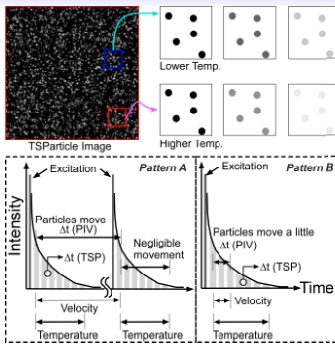 Lower Temp.
Higher Temp.
TSParticle Image
Excitation
Pattern A
Particles move
Δt (PIV)
Negligible
movement
Δt (TSP)
Intensity
Velocity
Temperature
Temperature
Excitation
Pattern B
Particles move a little
Δt (PIV)
Δt (TSP)
Time
Velocity
Temperature